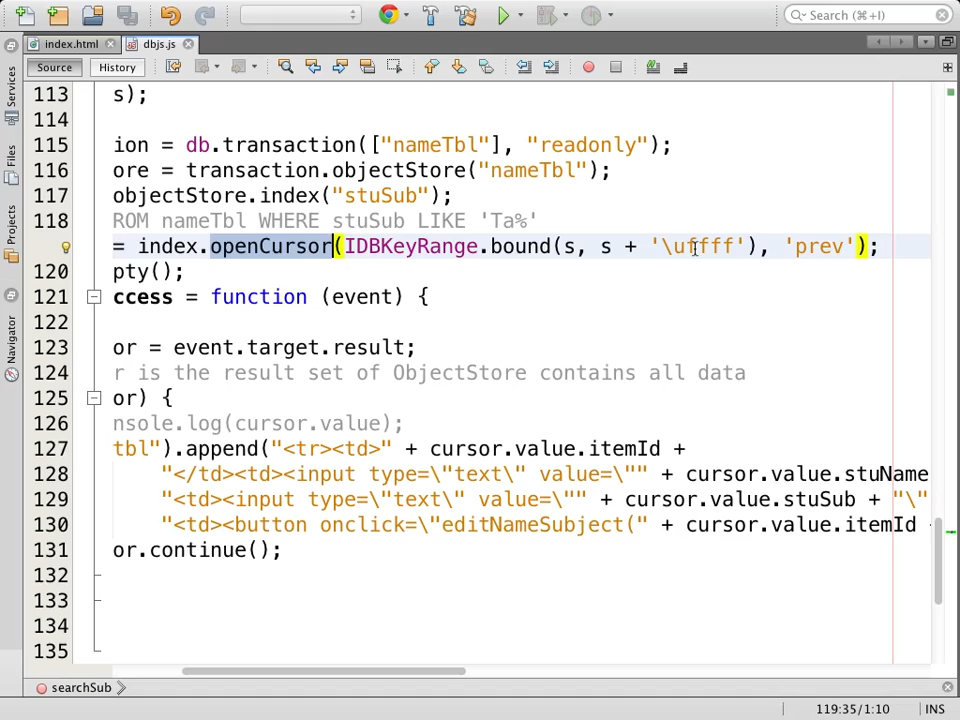 Search (⌘+I)
index.html
dbjs.js
Source
History
Services
Files
Projects
Navigator
113 s);
114
115 ion = db.transaction(["nameTbl"], "readonly");
116 ore = transaction.objectStore("nameTbl");
117 objectStore.index("stuSub");
118 ROM nameTbl WHERE stuSub LIKE 'Ta%'
= index.openCursor(IDBKeyRange.bound(s, s + '\uffff'), 'prev');
120 pty();
121 ccess = function (event) {
122
123 or = event.target.result;
124 r is the result set of ObjectStore contains all data
125 or) {
126 nsole.log(cursor.value);
127 tbl").append("<tr><td>" + cursor.value.itemId +
128 "</td><td><input type=\"text\" value=\"" + cursor.value.stuName
129 "<td><input type=\"text\" value=\"" + cursor.value.stuSub + "\"
130 "<td><button onclick=\"editNameSubject(" + cursor.value.itemId +
131 or.continue();
132
133
134
135
searchSub
119:35/1:10
INS